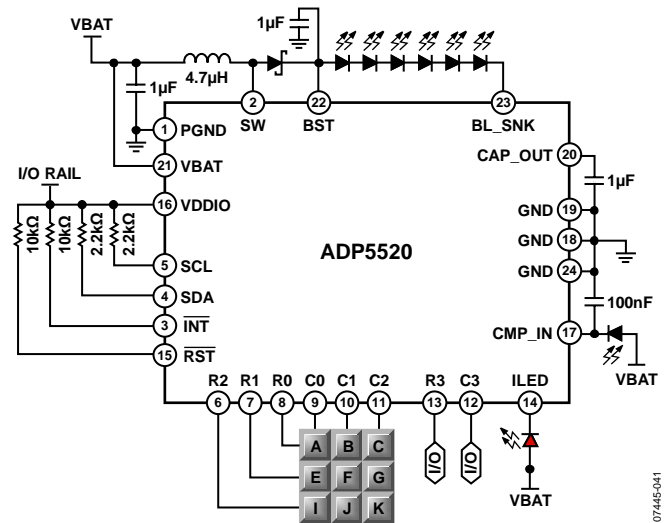 VBAT
1µF
4.7µH
1µF
2
22
23
SW
BST
BL_SNK
1
PGND
21
VBAT
I/O RAIL
16
VDDIO
10kΩ
10kΩ
2.2kΩ
2.2kΩ
5
SCL
4
SDA
3
INT
15
RST
ADP5520
CAP_OUT
20
1µF
GND
19
GND
18
GND
24
100nF
CMP_IN
17
VBAT
R2
R1
R0
C0
C1
C2
R3
C3
ILED
6
7
8
9
10
11
13
12
14
A
B
C
E
F
G
I
J
K
I/O
I/O
VBAT
07445-041